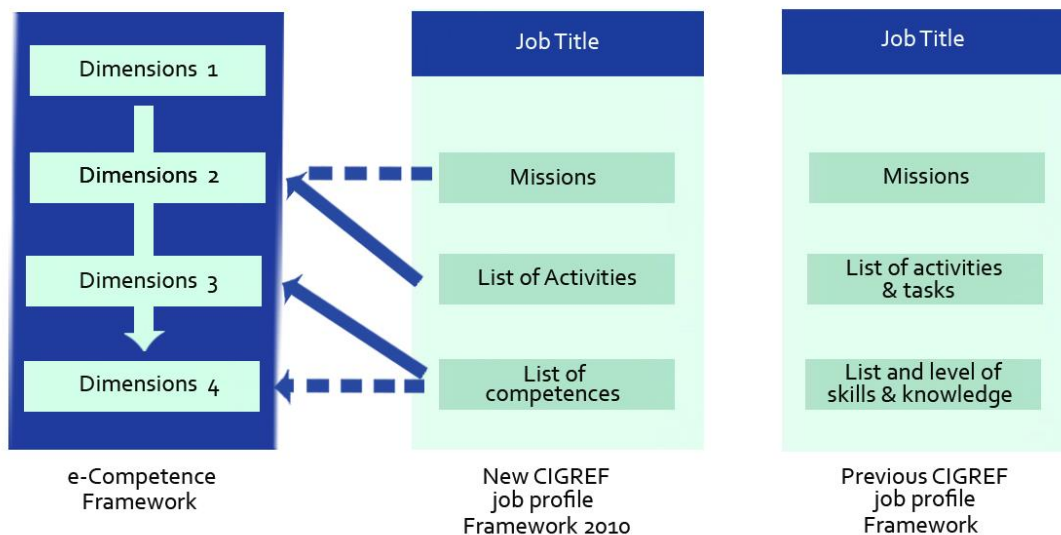 Dimensions 1
Dimensions 2
Dimensions 3
Dimensions 4
e-Competence
Framework
Job Title
Missions
List of Activities
List of
competences
New CIGREF
job profile
Framework 2010
Job Title
Missions
List of activities
& tasks
List and level of
skills & knowledge
Previous CIGREF
job profile
Framework